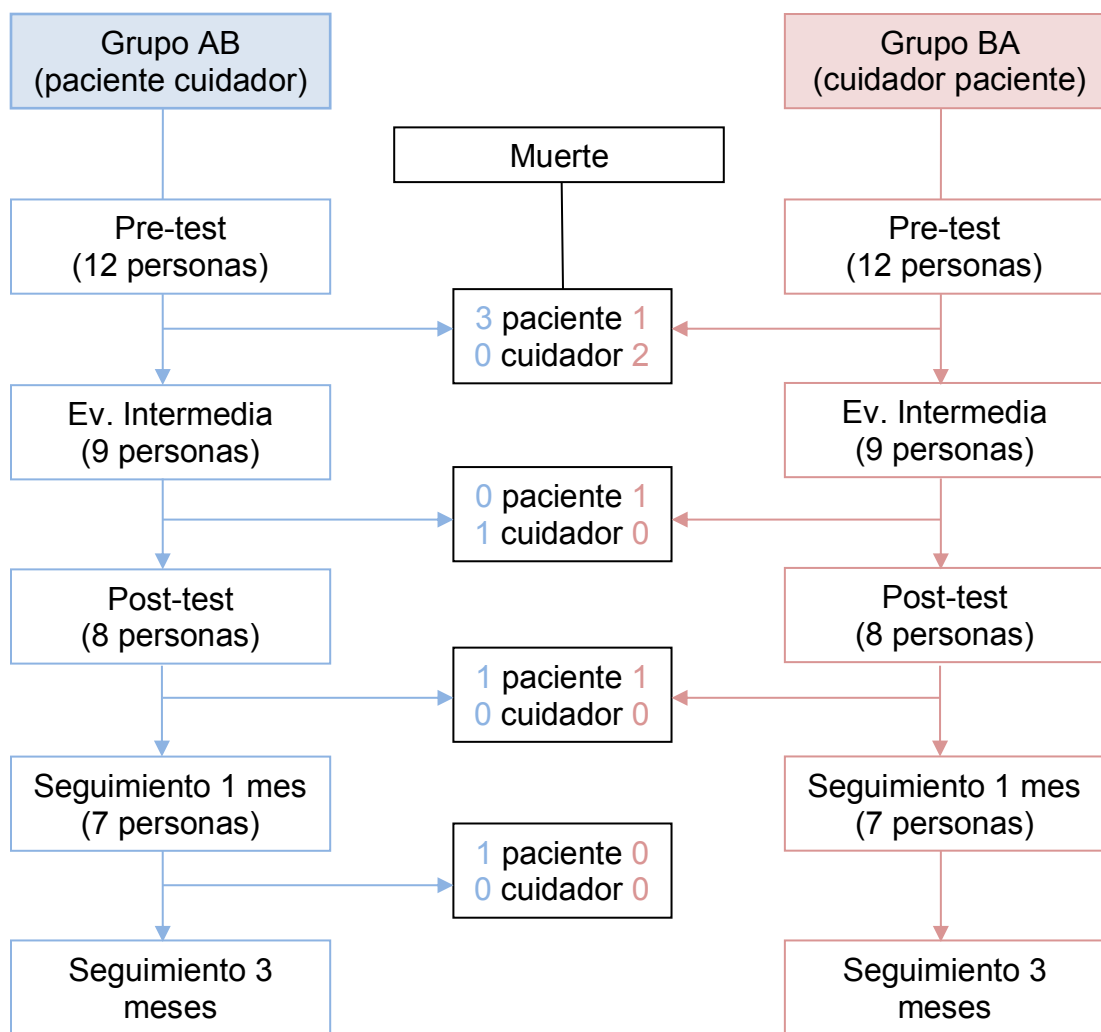 Grupo AB
(paciente cuidador)
Grupo BA
(cuidador paciente)
Muerte
Pre-test
(12 personas)
Pre-test
(12 personas)
3 paciente 1
0 cuidador 2
Ev. Intermedia
(9 personas)
Ev. Intermedia
(9 personas)
0 paciente 1
1 cuidador 0
Post-test
(8 personas)
Post-test
(8 personas)
1 paciente 1
0 cuidador 0
Seguimiento 1 mes
(7 personas)
Seguimiento 1 mes
(7 personas)
1 paciente 0
0 cuidador 0
Seguimiento 3
meses
Seguimiento 3
meses